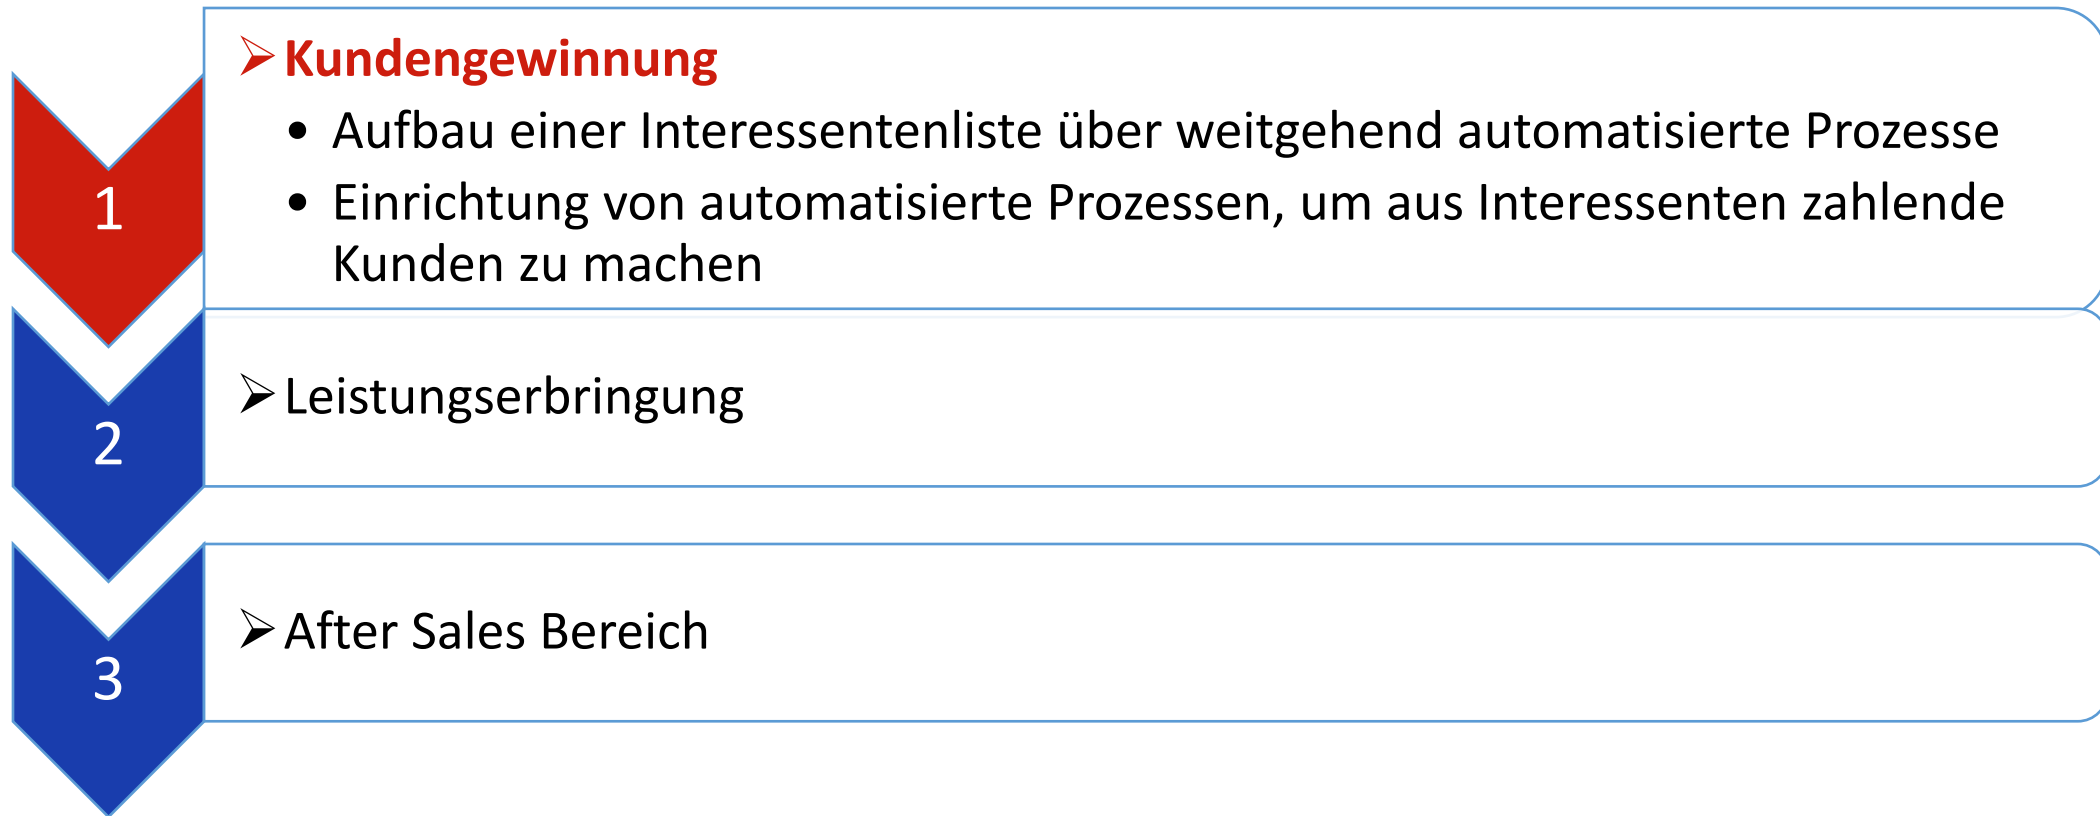 1
➢ Kundengewinnung
• Aufbau einer Interessentenliste über weitgehend automatisierte Prozesse
• Einrichtung von automatisierte Prozessen, um aus Interessenten zahlende
Kunden zu machen
2
➢ Leistungserbringung
3
➢ After Sales Bereich